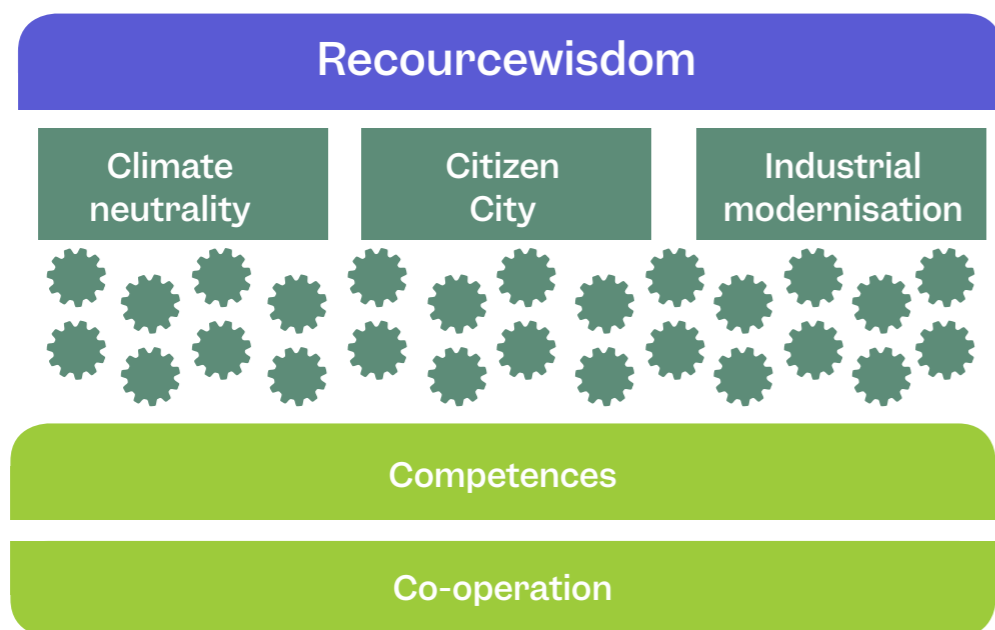 Recourcewisdom
Climate
neutrality
Citizen
City
Industrial
modernisation
Competences
Co-operation